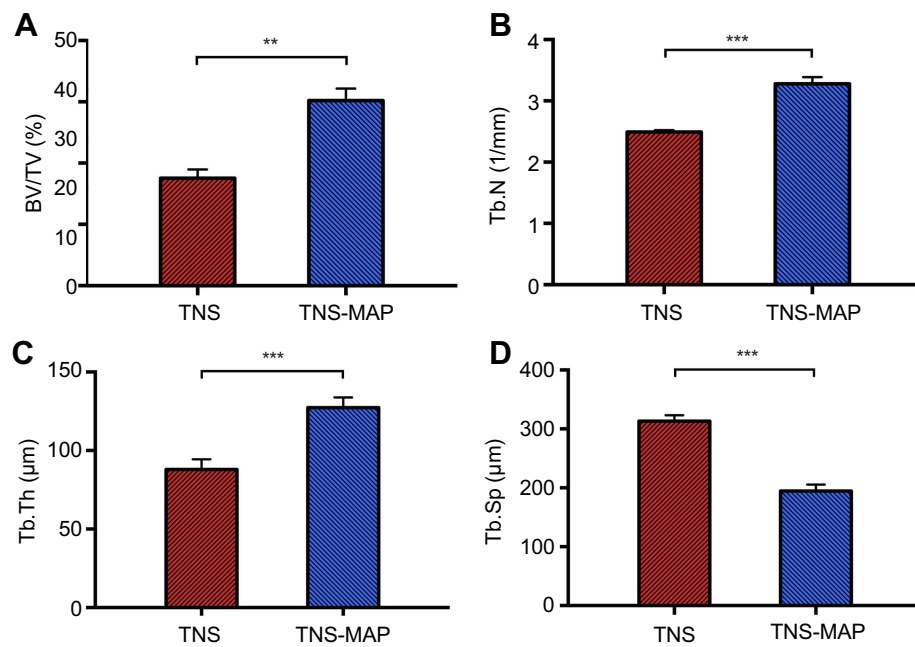 A
BV/TV (%)
50
40
30
20
10
0
**
TNS
TNS-MAP
B
Tb.N (1/mm)
4
3
2
1
0
***
TNS
TNS-MAP
C
Tb.Th (μm)
150
100
50
0
***
TNS
TNS-MAP
D
Tb.Sp (μm)
400
300
200
100
0
***
TNS
TNS-MAP